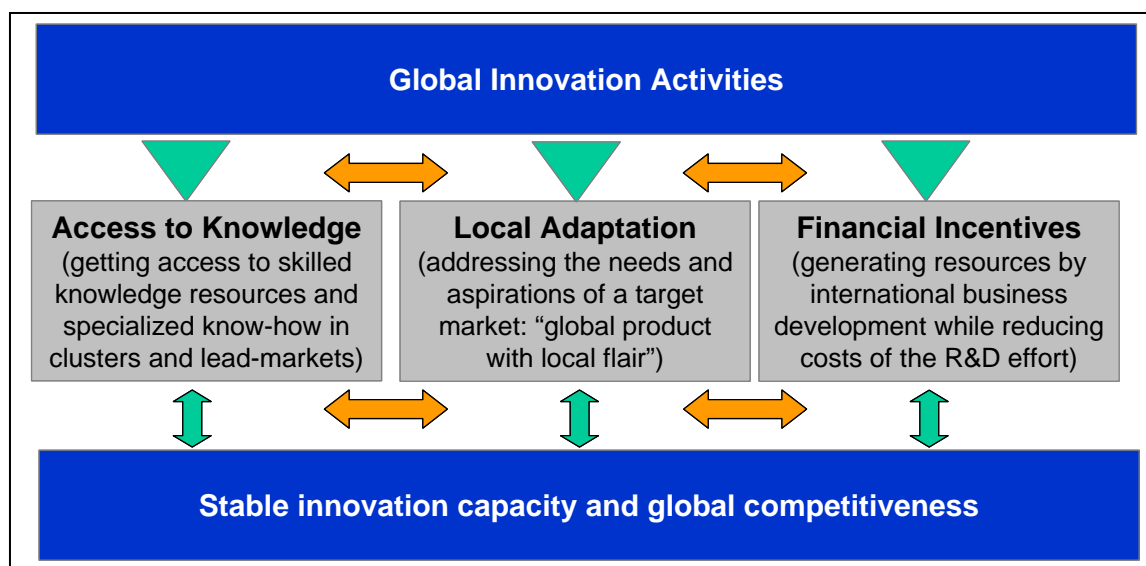 Global Innovation Activities
Access to Knowledge
(getting access to skilled
knowledge resources and
specialized know-how in
clusters and lead-markets)
Local Adaptation
(addressing the needs and
aspirations of a target
market: “global product
with local flair”)
Financial Incentives
(generating resources by
international business
development while reducing
costs of the R&D effort)
Stable innovation capacity and global competitiveness